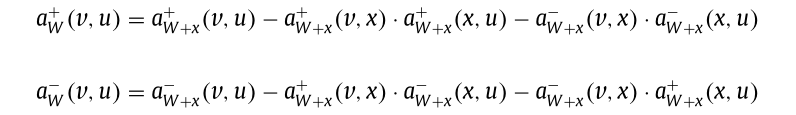 a⁺_W(ν, u) = a⁺_{W+x}(ν, u) − a⁺_{W+x}(ν, x) · a⁺_{W+x}(x, u) − a⁻_{W+x}(ν, x) · a⁻_{W+x}(x, u)
a⁻_W(ν, u) = a⁻_{W+x}(ν, u) − a⁺_{W+x}(ν, x) · a⁻_{W+x}(x, u) − a⁻_{W+x}(ν, x) · a⁺_{W+x}(x, u)